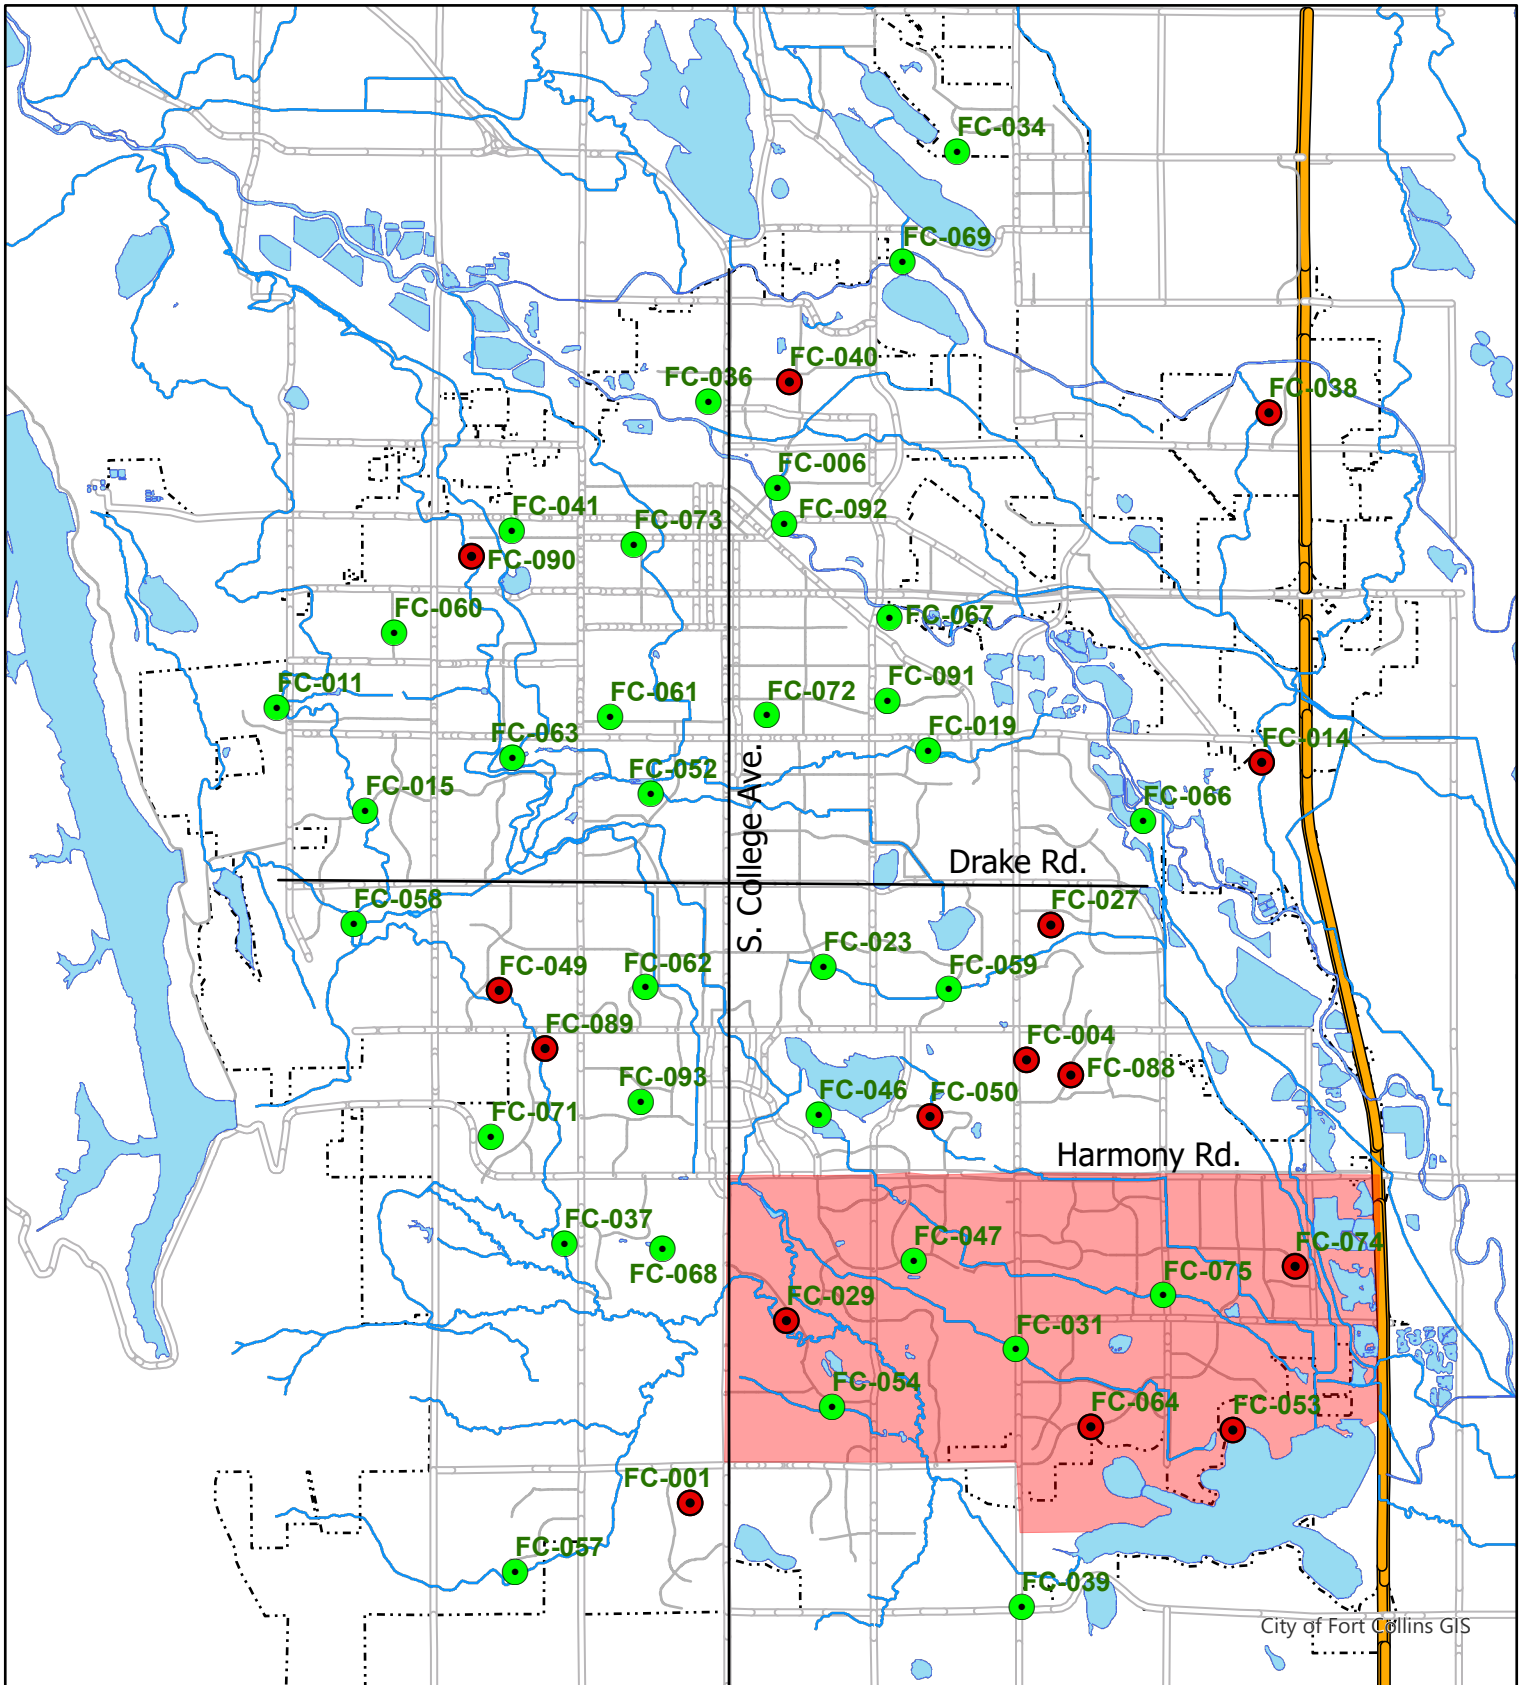 FC-034
FC-069
FC-040
FC-036
FC-038
FC-006
FC-092
FC-041
FC-073
FC-090
FC-060
FC-067
FC-011
FC-061
FC-072
FC-091
FC-063
FC-019
FC-014
FC-052
FC-015
FC-066
S. College Ave.
Drake Rd.
FC-058
FC-027
FC-023
FC-049
FC-062
FC-059
FC-089
FC-004
FC-088
FC-093
FC-046
FC-050
FC-071
Harmony Rd.
FC-037
FC-047
FC-074
FC-068
FC-075
FC-029
FC-031
FC-054
FC-064
FC-053
FC-001
FC-057
FC-039
City of Fort Collins GIS